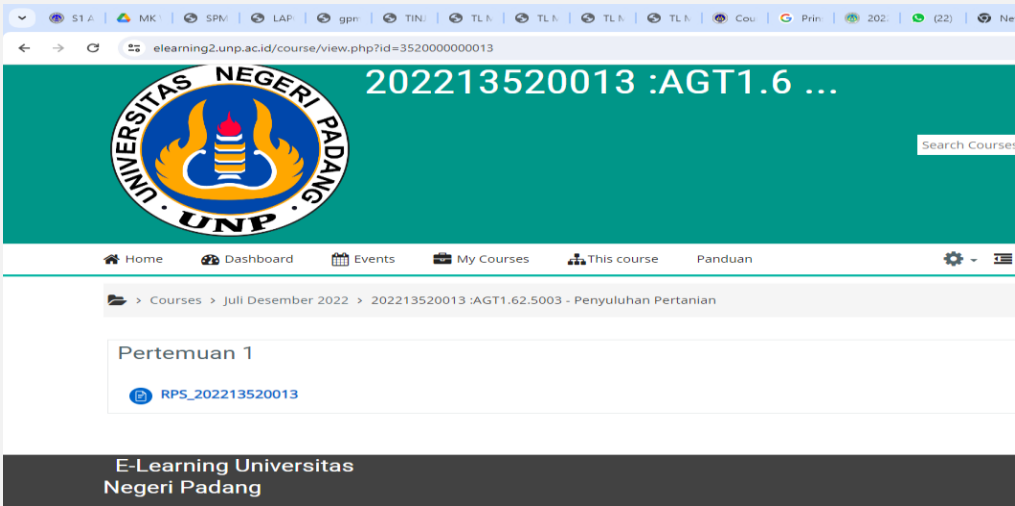 S1 A MK SPM LAP gpm TINJ TL M TL M TL M TL M Cou Prin 202 (22) Ne
elearning2.unp.ac.id/course/view.php?id=3520000000013
UNIVERSITAS NEGERI PADANG
UNP
202213520013 :AGT1.6 ...
Search Courses
Home Dashboard Events My Courses This course Panduan
> Courses > Juli Desember 2022 > 202213520013 :AGT1.62.5003 - Penyuluhan Pertanian
Pertemuan 1
RPS_202213520013
E-Learning Universitas
Negeri Padang